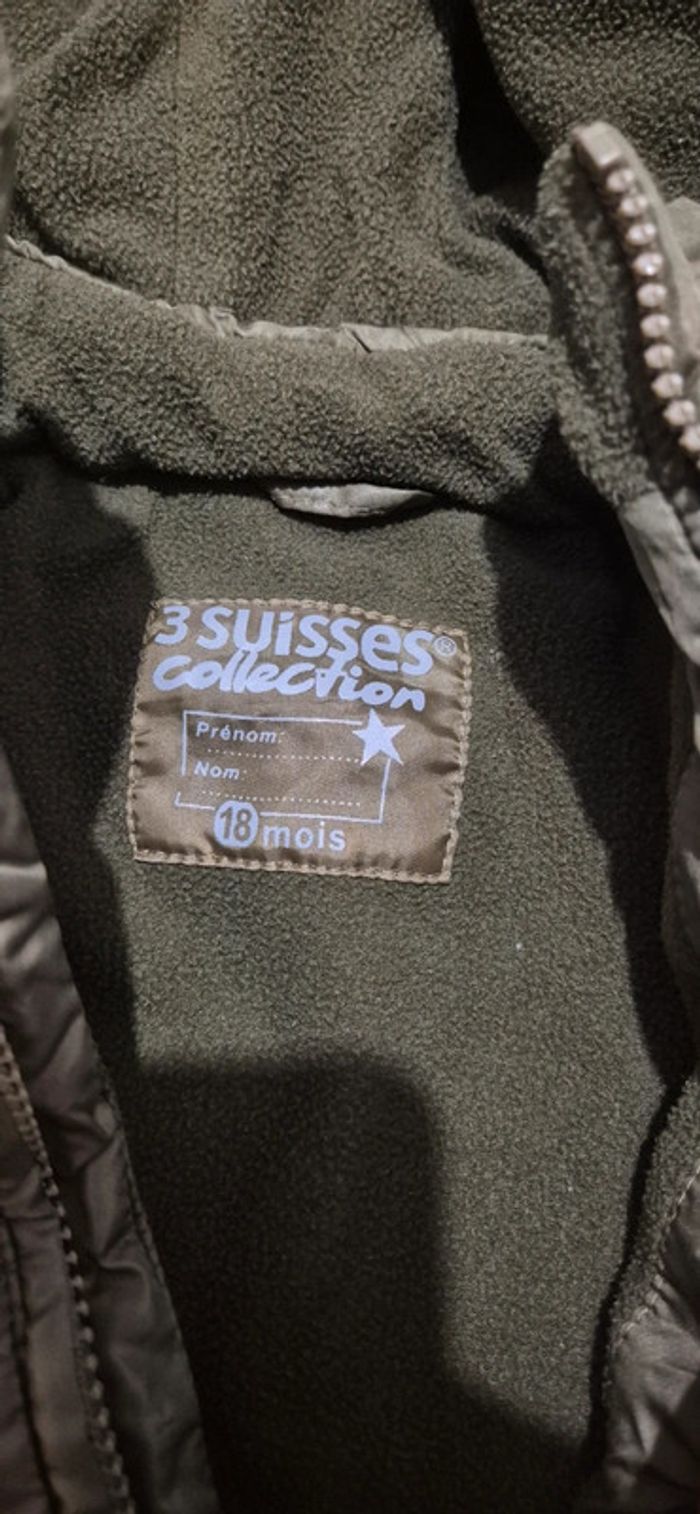 3 SUISSES®
collection
Prénom:
Nom:
18 mois